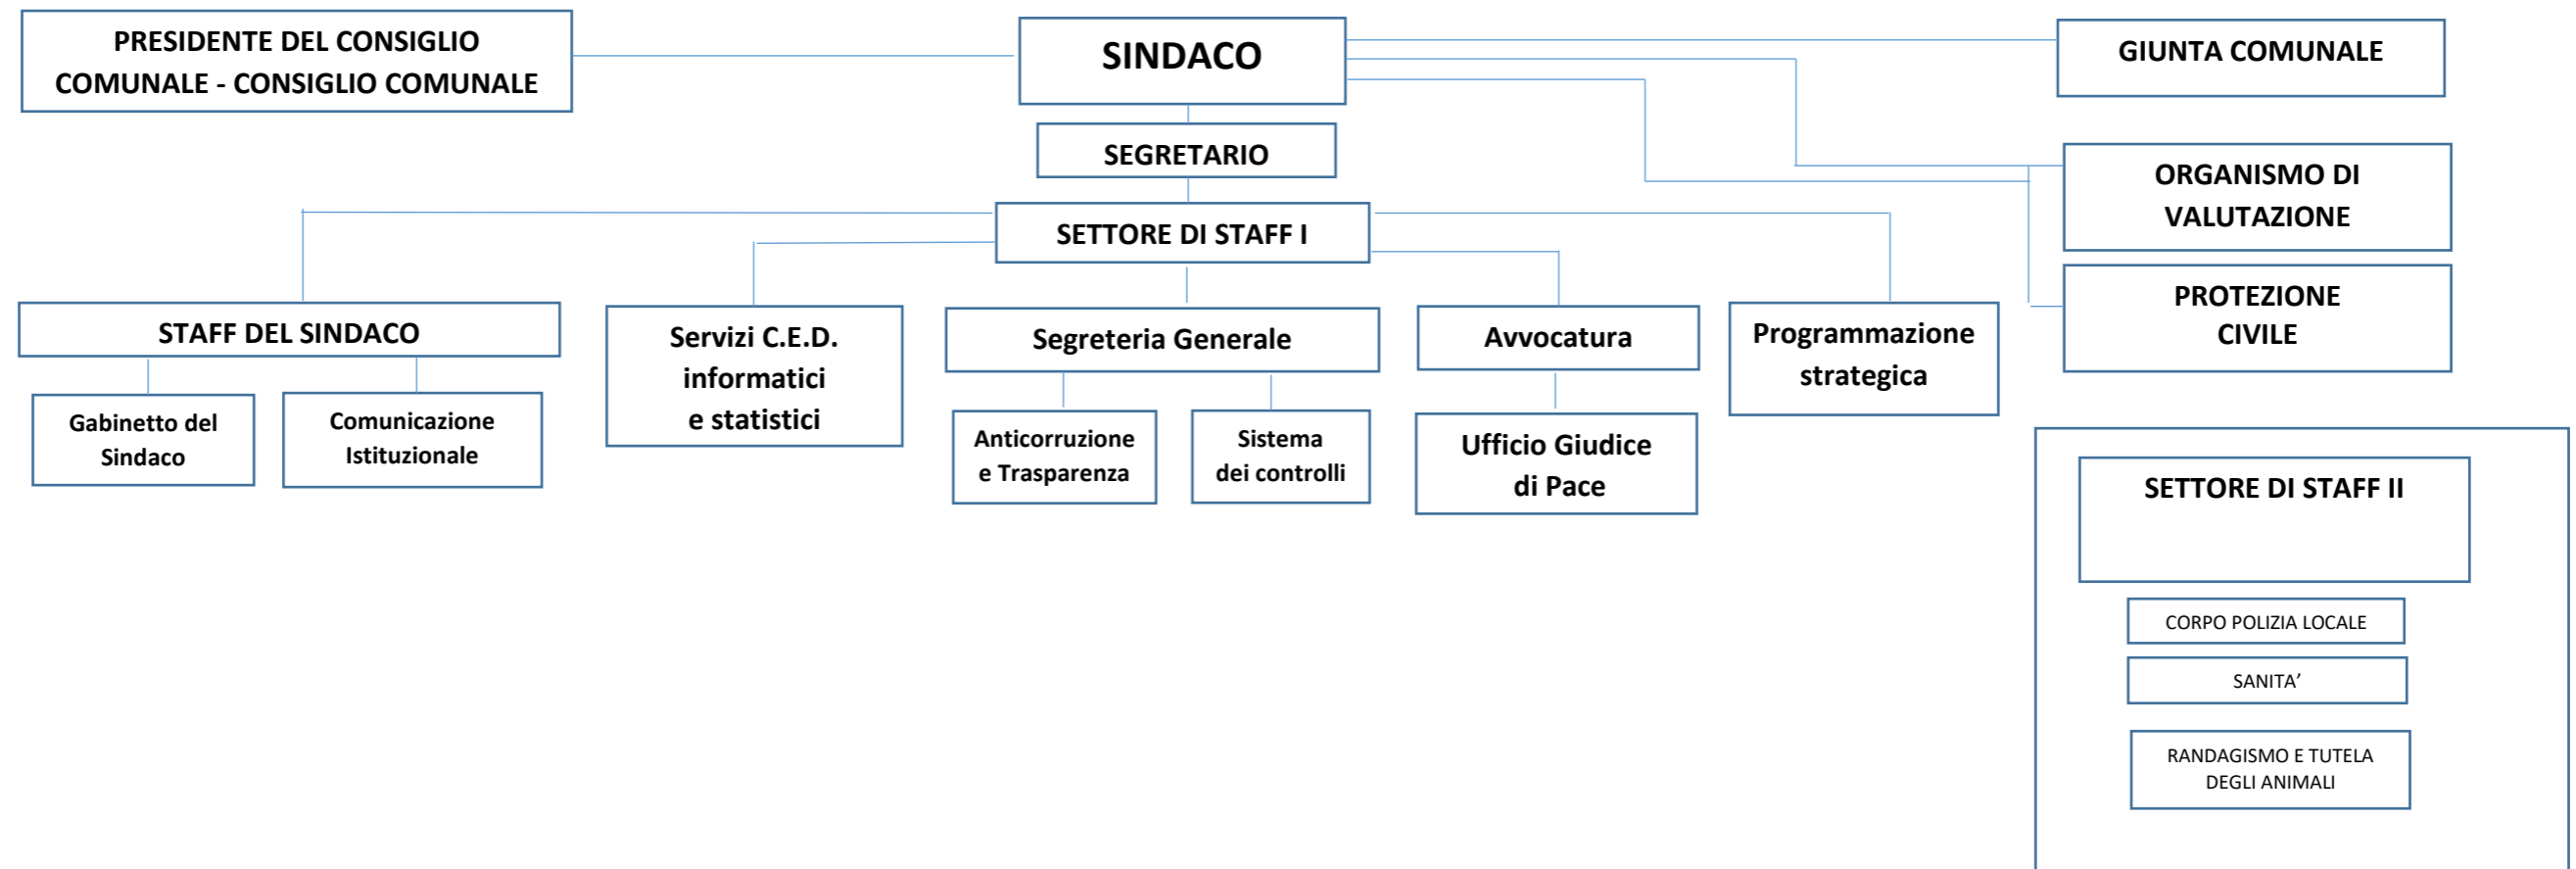 PRESIDENTE DEL CONSIGLIO
COMUNALE - CONSIGLIO COMUNALE
SINDACO
GIUNTA COMUNALE
SEGRETARIO
ORGANISMO DI
VALUTAZIONE
SETTORE DI STAFF I
PROTEZIONE
CIVILE
STAFF DEL SINDACO
Servizi C.E.D.
informatici
e statistici
Segreteria Generale
Avvocatura
Programmazione
strategica
Gabinetto del
Sindaco
Comunicazione
Istituzionale
Anticorruzione
e Trasparenza
Sistema
dei controlli
Ufficio Giudice
di Pace
SETTORE DI STAFF II
CORPO POLIZIA LOCALE
SANITA’
RANDAGISMO E TUTELA
DEGLI ANIMALI